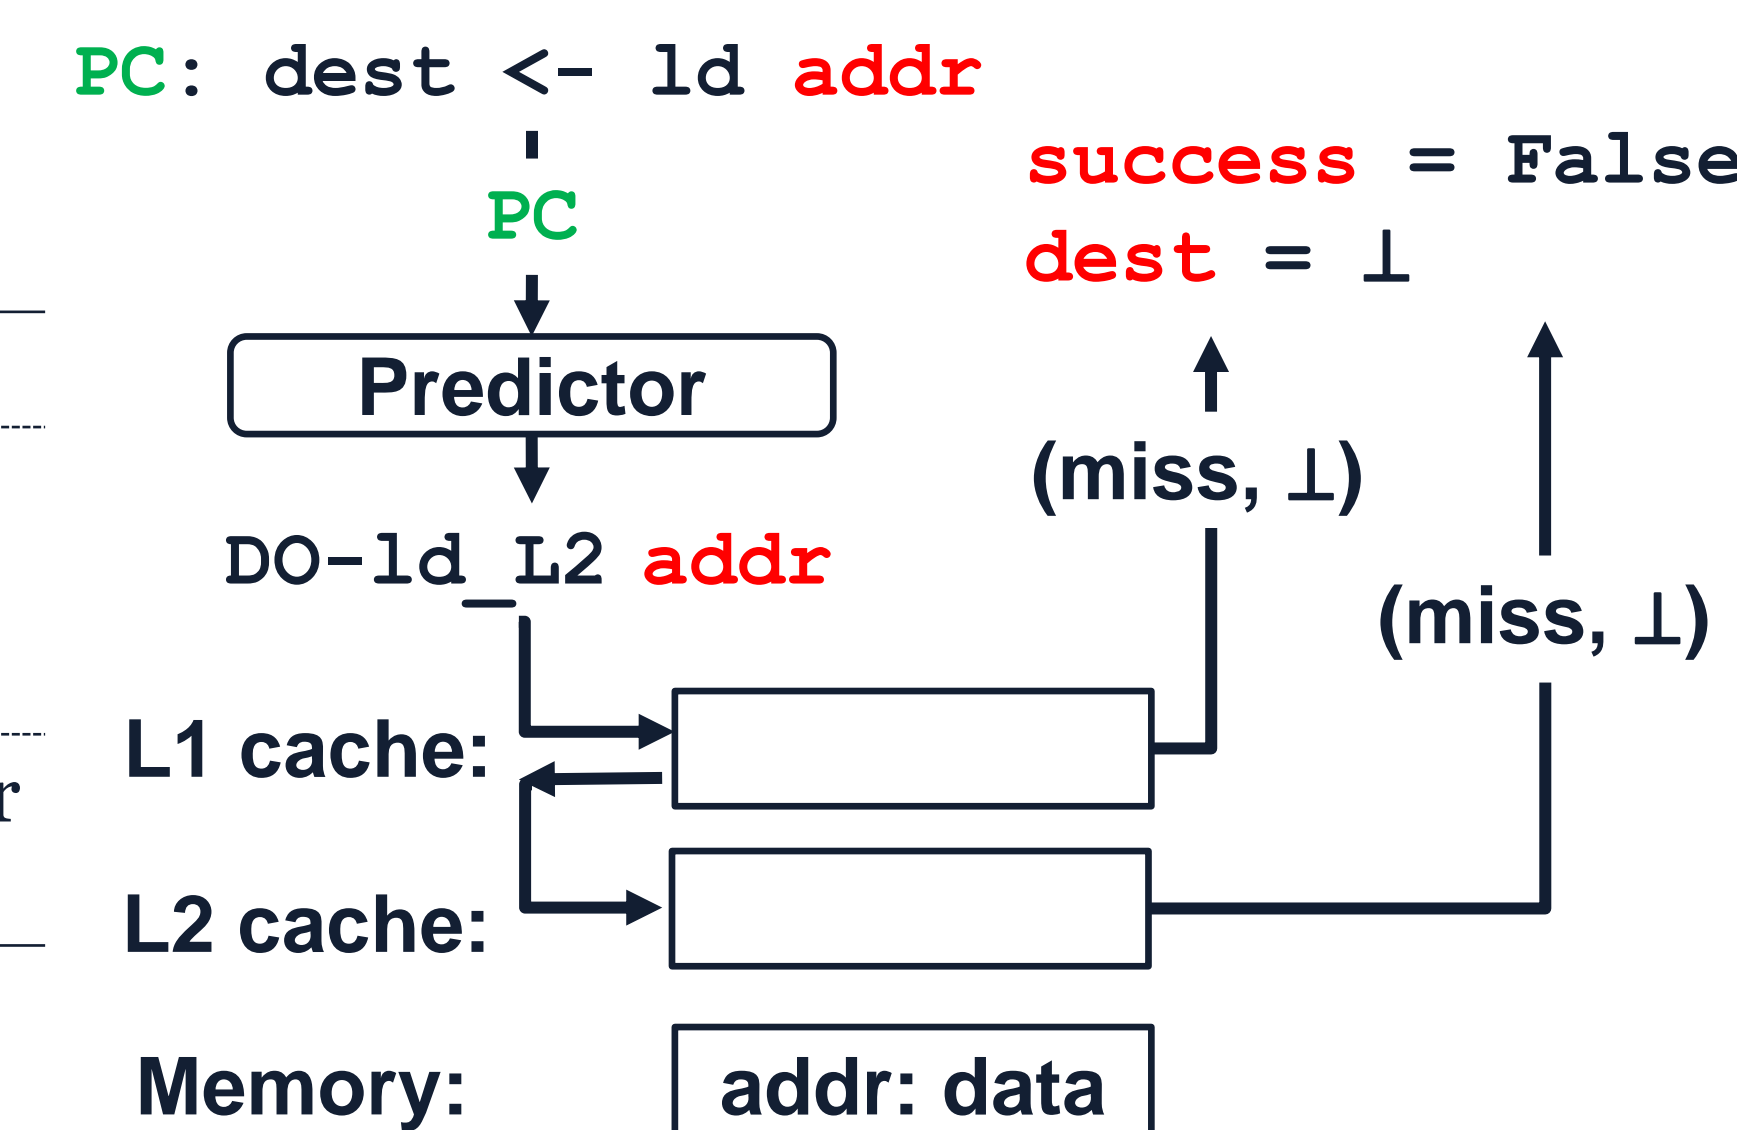 PC: dest <- ld addr
PC
success = False
dest = ⊥
Predictor
(miss, ⊥)
DO-ld_L2 addr
(miss, ⊥)
L1 cache:
r
L2 cache:
Memory:
addr: data